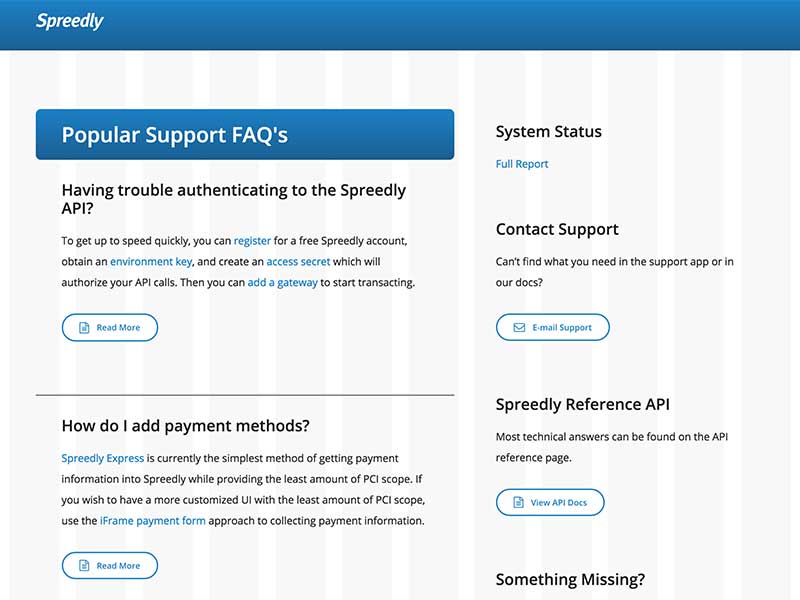 Spreedly
Popular Support FAQ's
Having trouble authenticating to the Spreedly
API?
To get up to speed quickly, you can register for a free Spreedly account,
obtain an environment key, and create an access secret which will
authorize your API calls. Then you can add a gateway to start transacting.
Read More
How do I add payment methods?
Spreedly Express is currently the simplest method of getting payment
information into Spreedly while providing the least amount of PCI scope. If
you wish to have a more customized UI with the least amount of PCI scope,
use the iFrame payment form approach to collecting payment information.
Read More
System Status
Full Report
Contact Support
Can't find what you need in the support app or in
our docs?
E-mail Support
Spreedly Reference API
Most technical answers can be found on the API
reference page.
View API Docs
Something Missing?